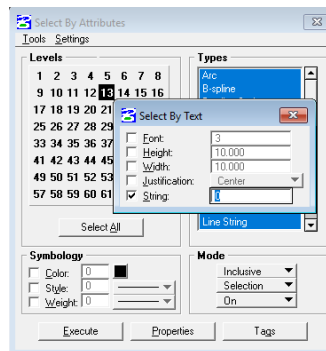 Select By Attributes
Tools Settings
Levels
1 2 3 4 5 6 7 8
9 10 11 12 13 14 15 16
17 18 19 20 21
25 26 27 28 29
33 34 35 36 37
41 42 43 44 45
49 50 51 52 53
57 58 59 60 61
Select All
Types
Arc
B-spline
Line String
Select By Text
Font: 3
Height: 10.000
Width: 10.000
Justification: Center
String: 0
Symbology
Color: 0
Style: 0
Weight: 0
Mode
Inclusive
Selection
On
Execute Properties Tags